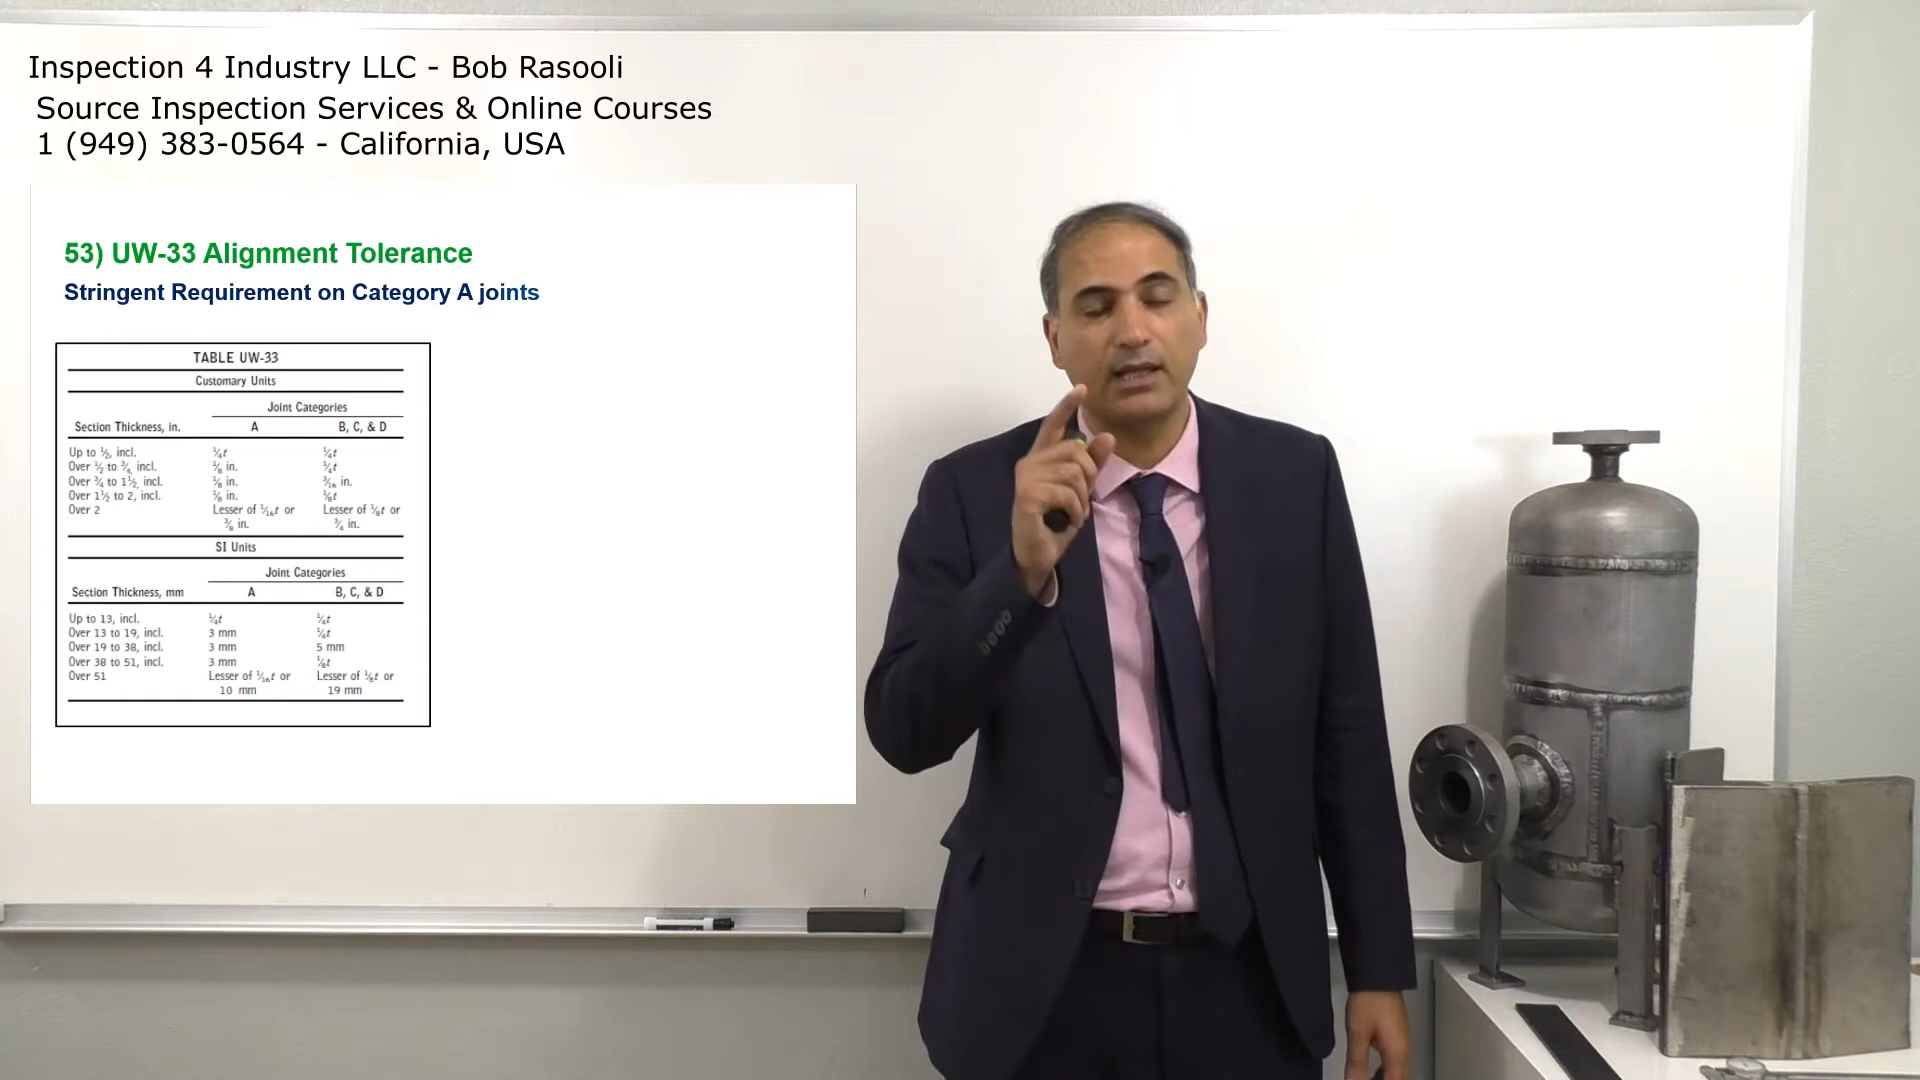 Inspection 4 Industry LLC - Bob Rasooli
Source Inspection Services & Online Courses
1 (949) 383-0564 - California, USA
53) UW-33 Alignment Tolerance
Stringent Requirement on Category A joints
TABLE UW-33
Customary Units
Joint Categories
Section Thickness, in. A B, C, & D
Up to ½, incl. ¼t ¼t
Over ½ to ¾, incl. ⅛ in. ¼t
Over ¾ to 1½, incl. ⅛ in. 3⁄16 in.
Over 1½ to 2, incl. ⅛ in. ⅛t
Over 2 Lesser of 1⁄16t or Lesser of ⅛t or
⅜ in. ¾ in.
SI Units
Joint Categories
Section Thickness, mm A B, C, & D
Up to 13, incl. ¼t ¼t
Over 13 to 19, incl. 3 mm ¼t
Over 19 to 38, incl. 3 mm 5 mm
Over 38 to 51, incl. 3 mm ⅛t
Over 51 Lesser of 1⁄16t or Lesser of ⅛t or
10 mm 19 mm